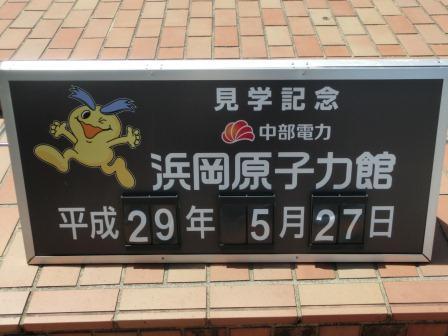 見学記念
中部電力
浜岡原子力館
平成29年 5月27日